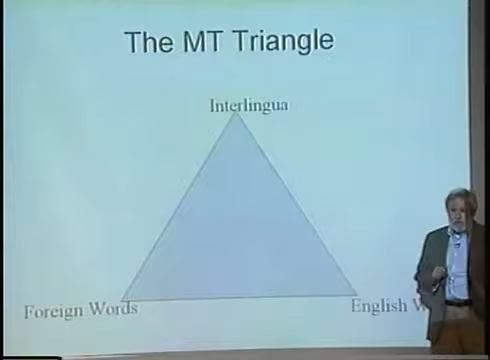 The MT Triangle
Interlingua
Foreign Words
English